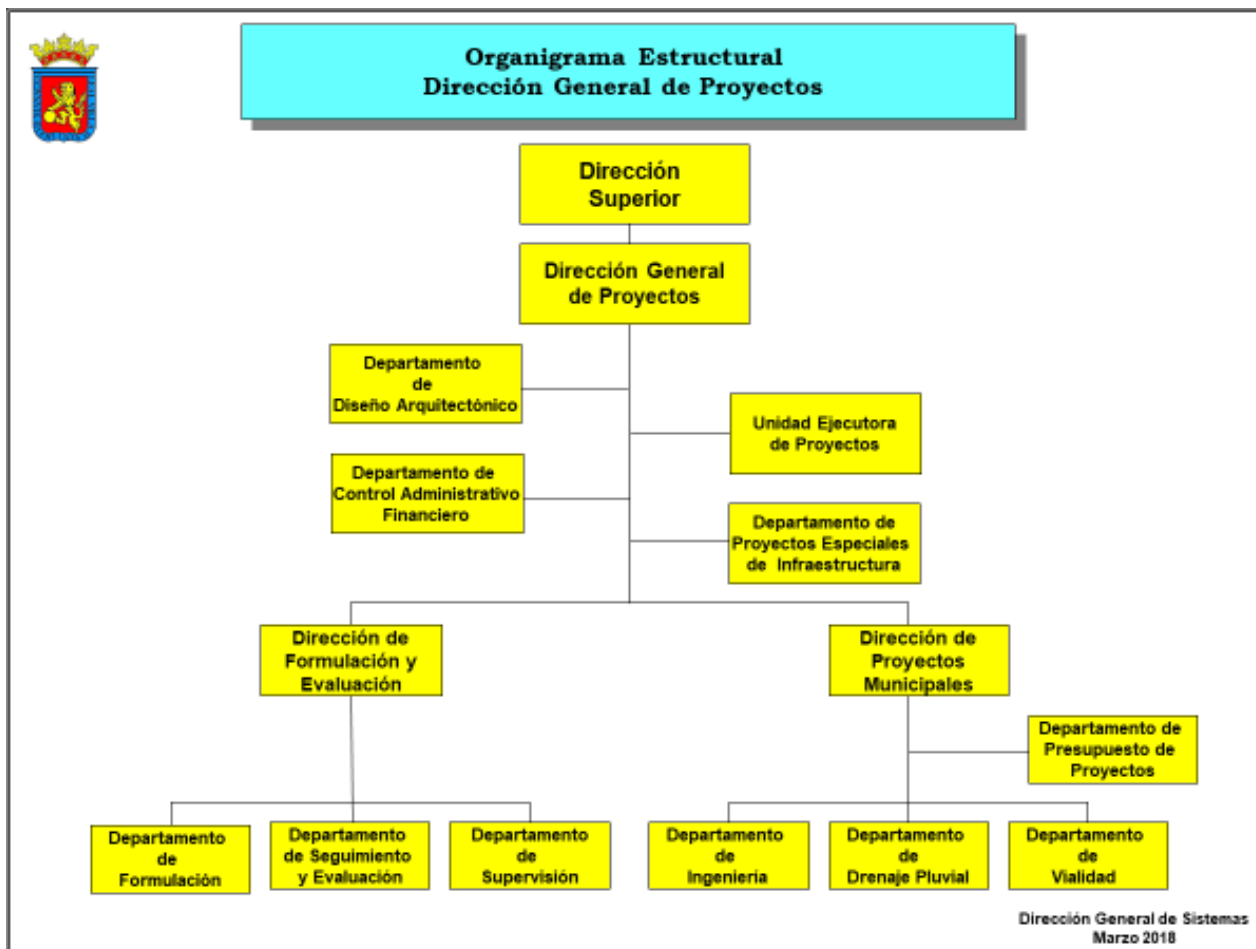 Organigrama Estructural
Dirección General de Proyectos
Dirección
Superior
Dirección General
de Proyectos
Departamento
de
Diseño Arquitectónico
Unidad Ejecutora
de Proyectos
Departamento de
Control Administrativo
Financiero
Departamento de
Proyectos Especiales
de Infraestructura
Dirección de
Formulación y
Evaluación
Dirección de
Proyectos
Municipales
Departamento de
Presupuesto de
Proyectos
Departamento
de
Formulación
Departamento
de Seguimiento
y Evaluación
Departamento
de
Supervisión
Departamento
de
Ingeniería
Departamento
de
Drenaje Pluvial
Departamento
de
Vialidad
Dirección General de Sistemas
Marzo 2018